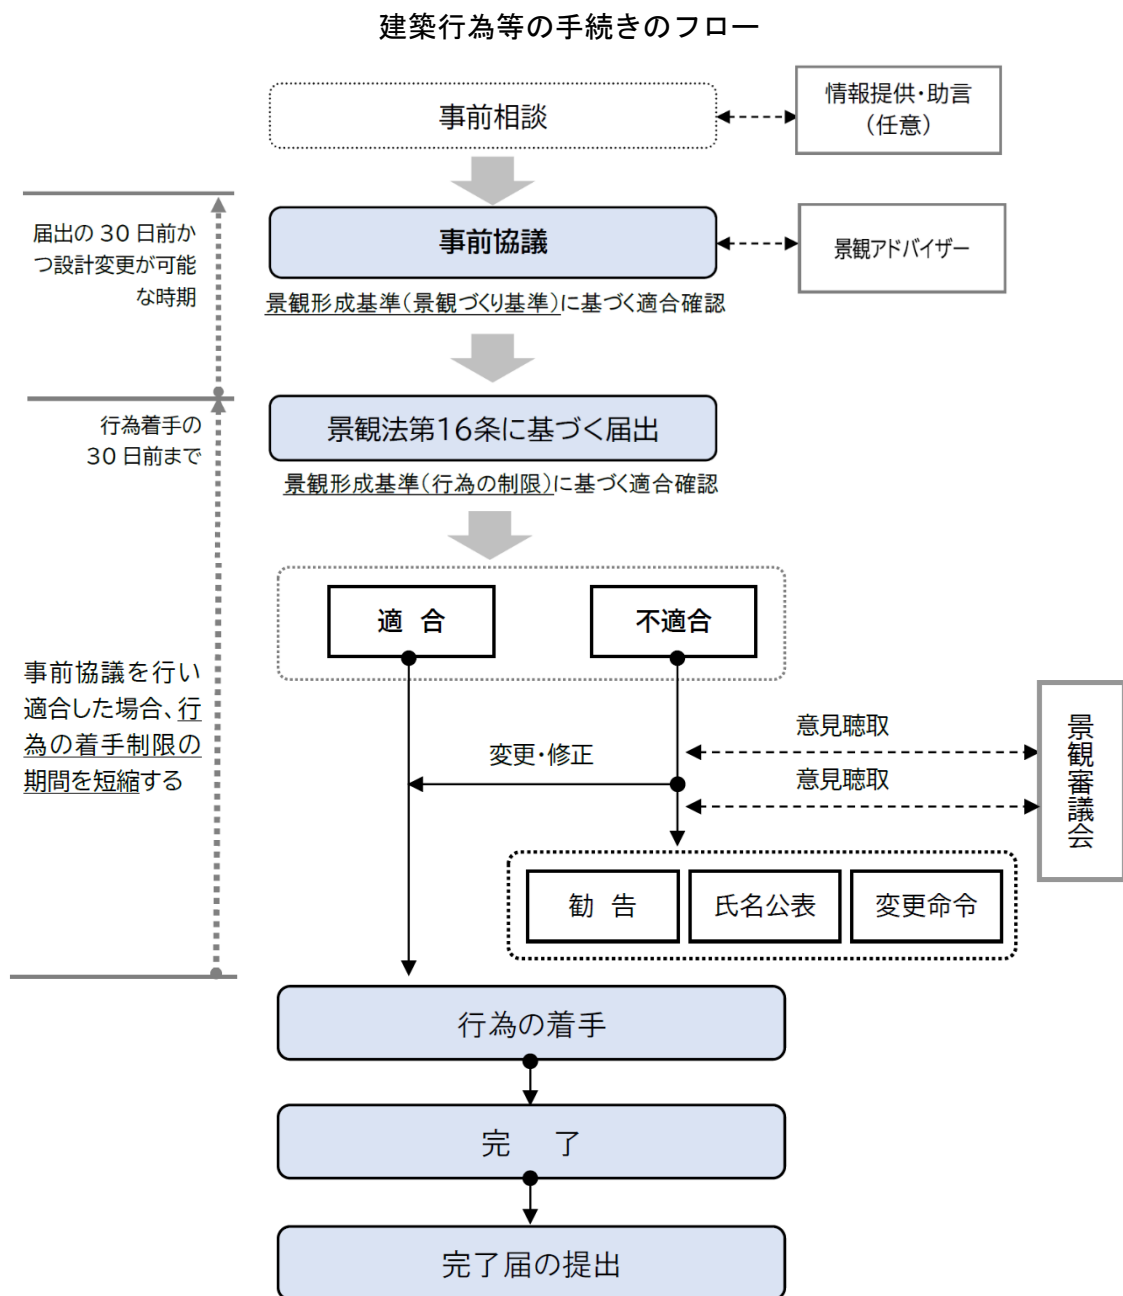 建築行為等の手続きのフロー
事前相談
情報提供・助言
（任意）
届出の 30 日前か
つ設計変更が可能
な時期
事前協議
景観アドバイザー
景観形成基準（景観づくり基準）に基づく適合確認
行為着手の
30 日前まで
景観法第16条に基づく届出
景観形成基準（行為の制限）に基づく適合確認
適 合
不適合
事前協議を行い
適合した場合、行
為の着手制限の
期間を短縮する
変更・修正
意見聴取
意見聴取
景観審議会
勧 告
氏名公表
変更命令
行為の着手
完 了
完了届の提出